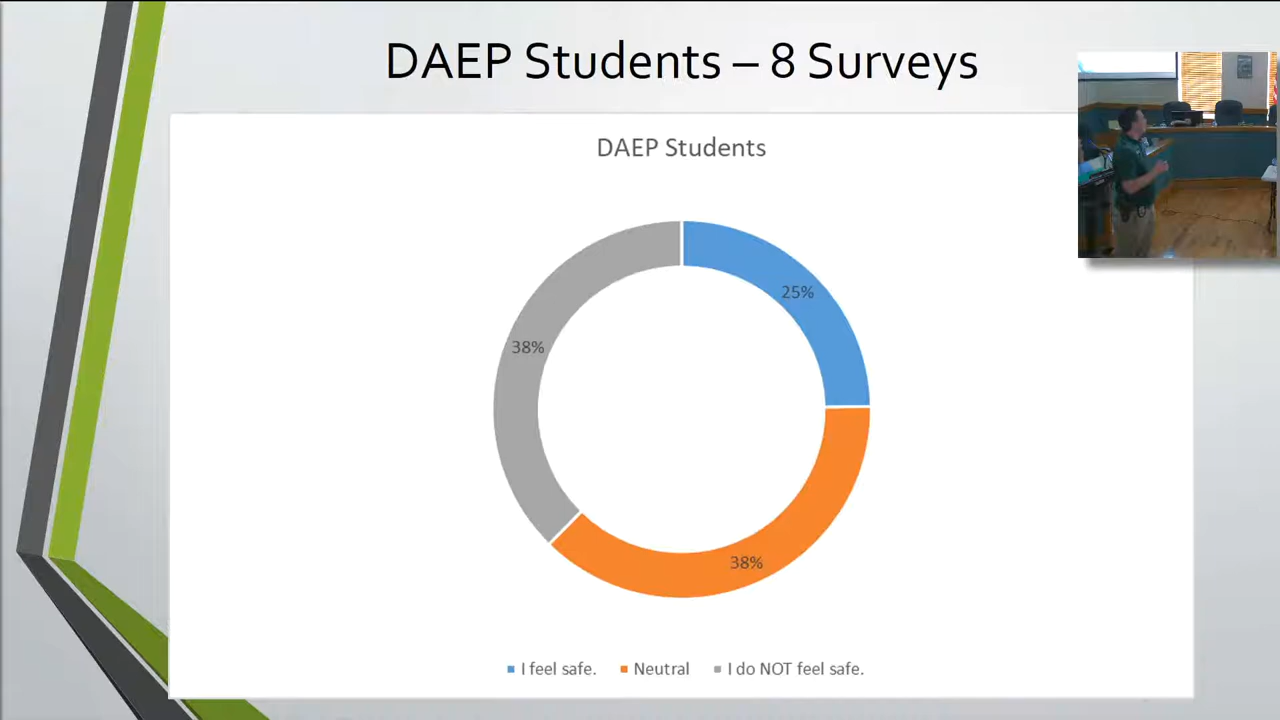 DAEP Students – 8 Surveys
DAEP Students
25%
38%
38%
I feel safe. Neutral I do NOT feel safe.